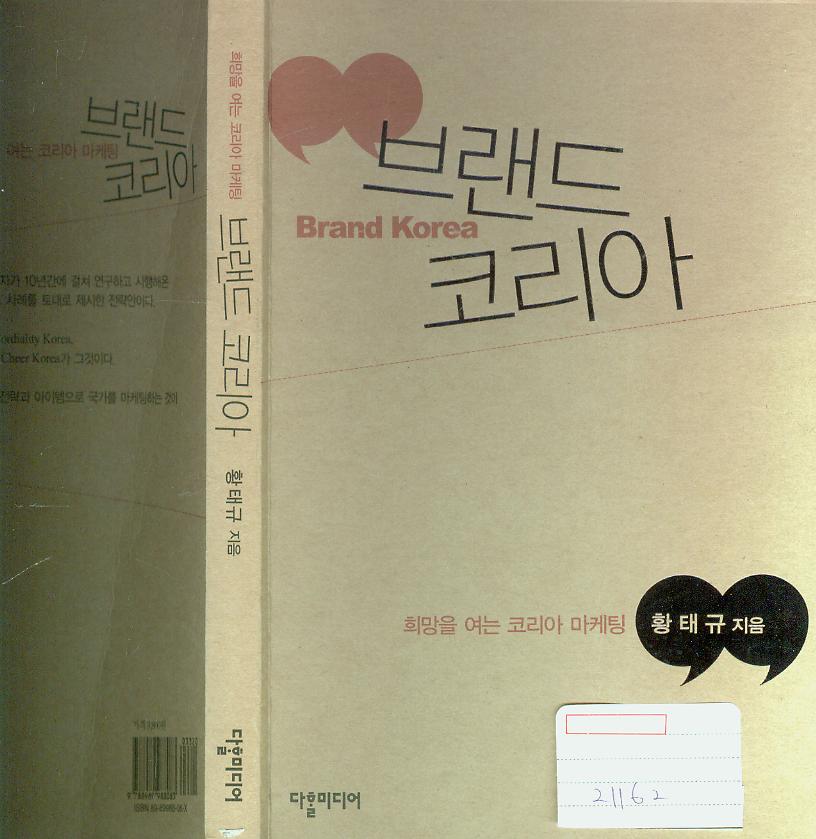 브랜드
여는 코리아 마케팅
코리아
자가 10년간에 걸쳐 연구하고 시행해온
사례를 토대로 제시한 전략안이다.
ordiality Korea,
Cheer Korea가 그것이다.
전략과 아이템으로 국가를 마케팅하는 것이
03320
희망을 여는 코리아 마케팅
브랜드 코리아
황태규 지음
다할미디어
브랜드
Brand Korea
코리아
희망을 여는 코리아 마케팅
황태규 지음
다할미디어
21162